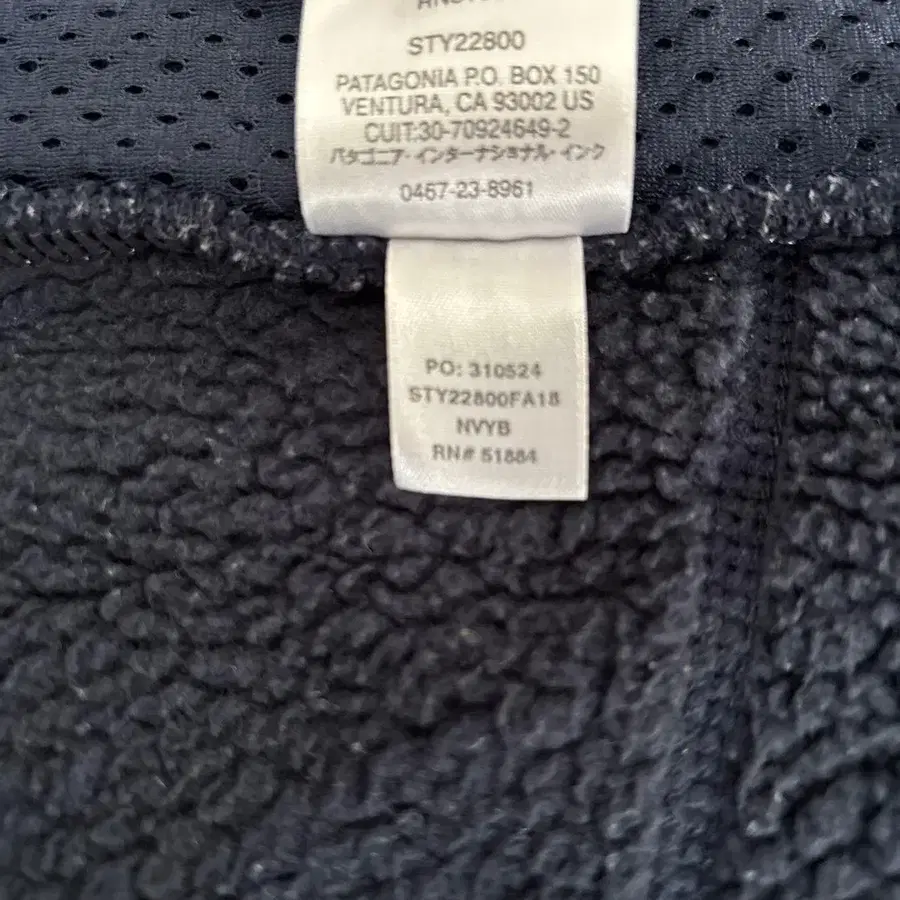 STY22800
PATAGONIA P.O. BOX 150
VENTURA, CA 93002 US
CUIT:30-70924649-2
パタゴニア・インターナショナル・インク
0467-23-8961
PO: 310524
STY22800FA18
NVYB
RN# 51884